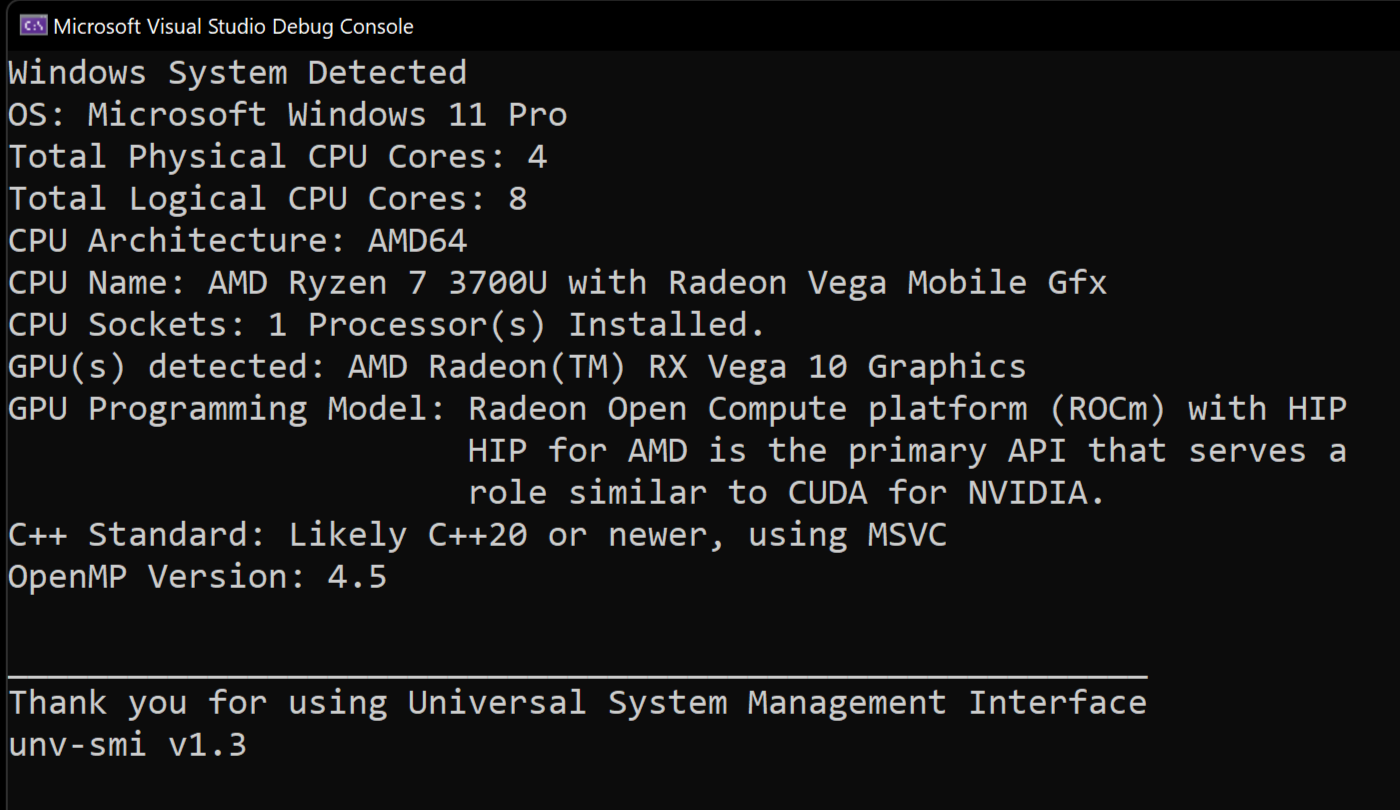 Microsoft Visual Studio Debug Console
Windows System Detected
OS: Microsoft Windows 11 Pro
Total Physical CPU Cores: 4
Total Logical CPU Cores: 8
CPU Architecture: AMD64
CPU Name: AMD Ryzen 7 3700U with Radeon Vega Mobile Gfx
CPU Sockets: 1 Processor(s) Installed.
GPU(s) detected: AMD Radeon(TM) RX Vega 10 Graphics
GPU Programming Model: Radeon Open Compute platform (ROCm) with HIP
HIP for AMD is the primary API that serves a
role similar to CUDA for NVIDIA.
C++ Standard: Likely C++20 or newer, using MSVC
OpenMP Version: 4.5
Thank you for using Universal System Management Interface
unv-smi v1.3